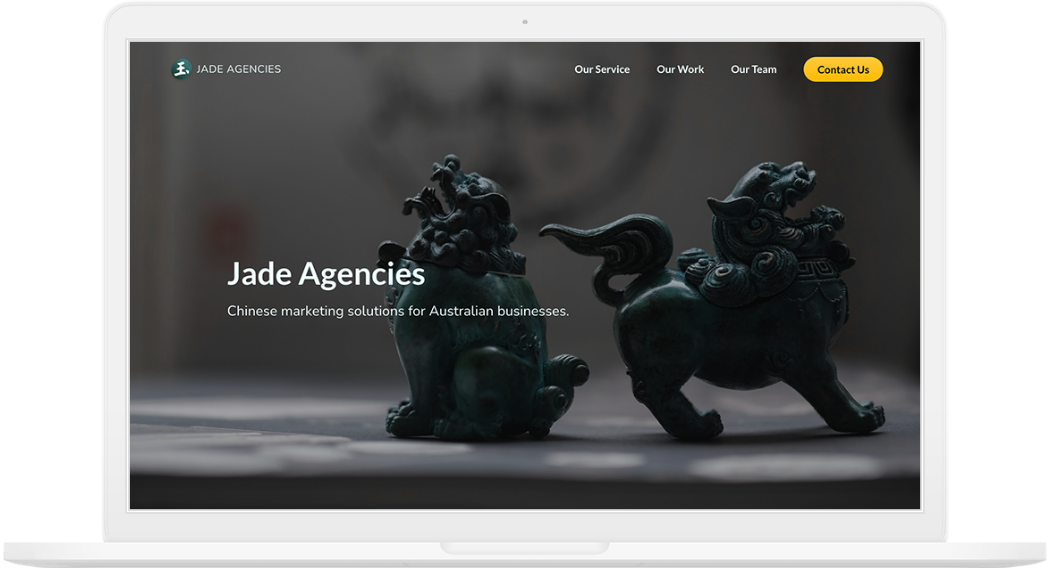 JADE AGENCIES
Our Service
Our Work
Our Team
Contact Us
Jade Agencies
Chinese marketing solutions for Australian businesses.